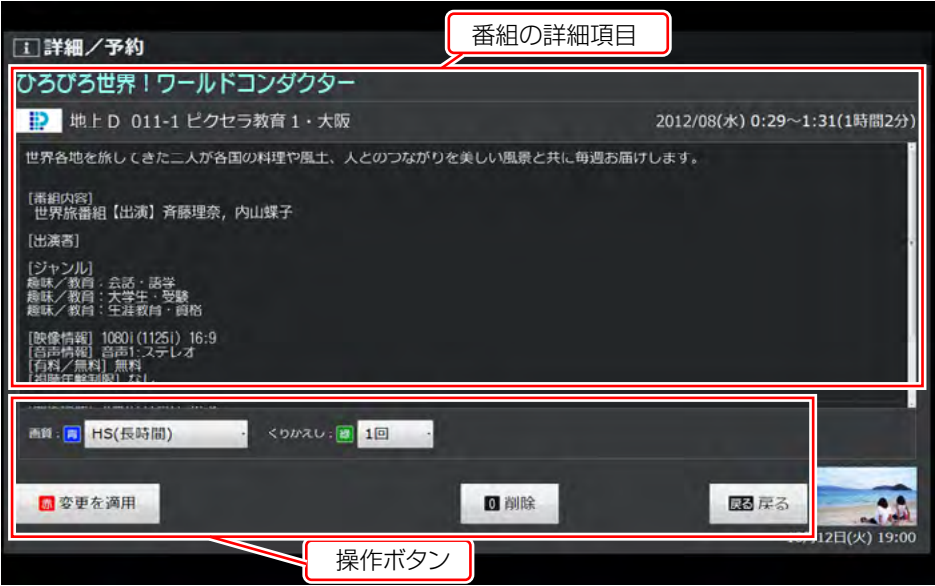 番組の詳細項目
i 詳細／予約
ひろびろ世界！ワールドコンダクター
地上D 011-1 ピクセラ教育1・大阪 2012/08(水) 0:29～1:31(1時間2分)
世界各地を旅してきた二人が各国の料理や風土、人とのつながりを美しい風景と共に毎週お届けします。
[番組内容]
世界旅番組【出演】斉藤理奈，内山蝶子
[出演者]
[ジャンル]
趣味／教育：会話・語学
趣味／教育：大学生・受験
趣味／教育：生涯教育・資格
[映像情報] 1080i(1125i) 16:9
[音声情報] 音声1:ステレオ
[有料／無料] 無料
[視聴年齢制限] なし
画質：青 HS(長時間) くりかえし：緑 1回
赤 変更を適用 0 削除 戻る 戻る
12日(火) 19:00
操作ボタン